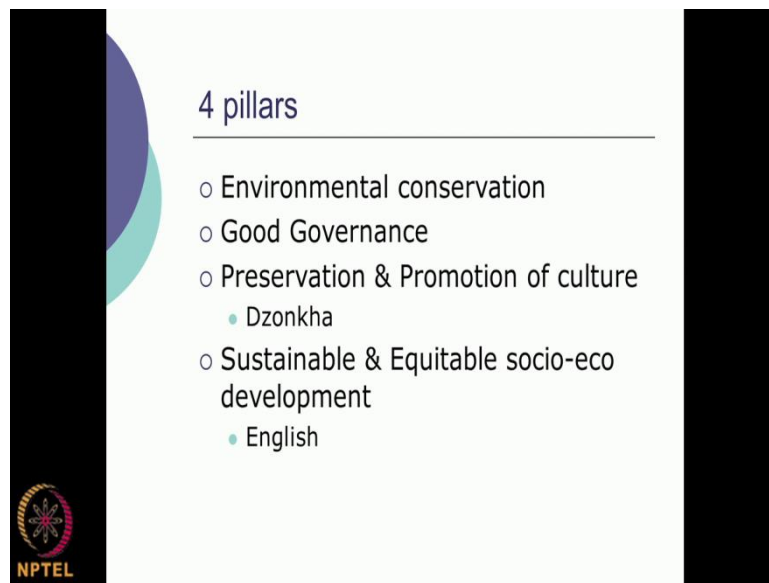 4 pillars
Environmental conservation
Good Governance
Preservation & Promotion of culture
Dzonkha
Sustainable & Equitable socio-eco
development
English
NPTEL